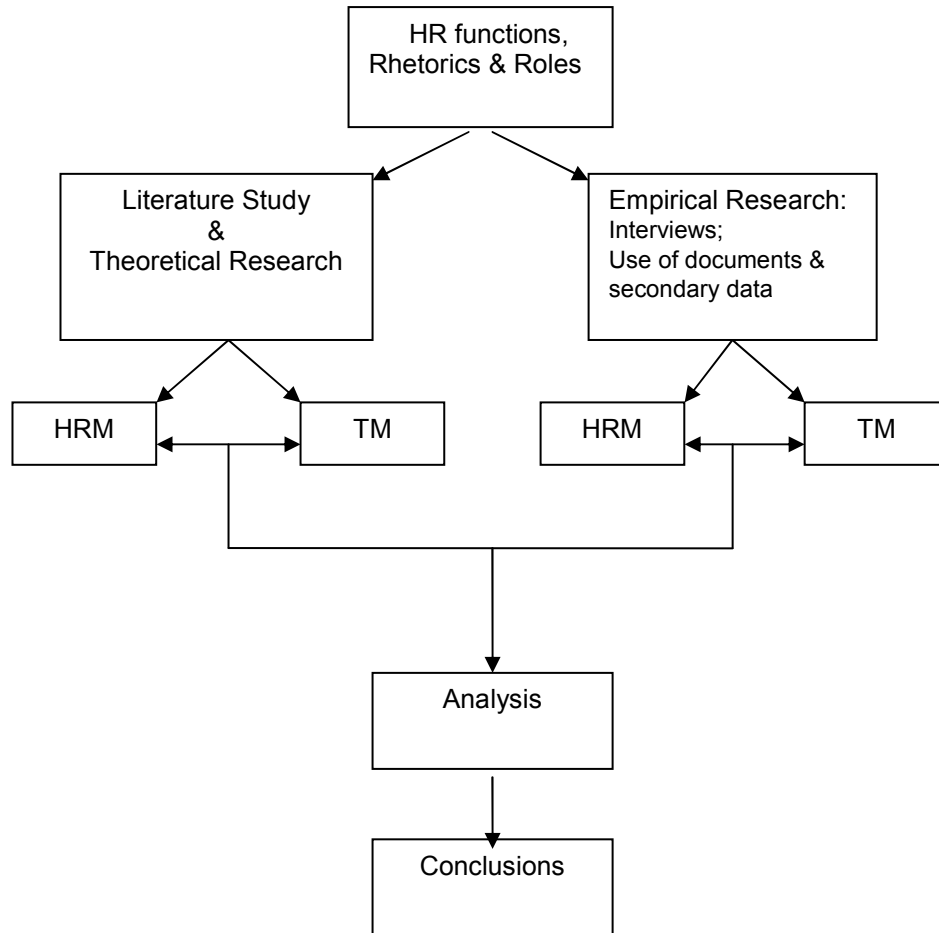 HR functions,
Rhetorics & Roles
Literature Study
&
Theoretical Research
Empirical Research:
Interviews;
Use of documents &
secondary data
HRM
TM
HRM
TM
Analysis
Conclusions